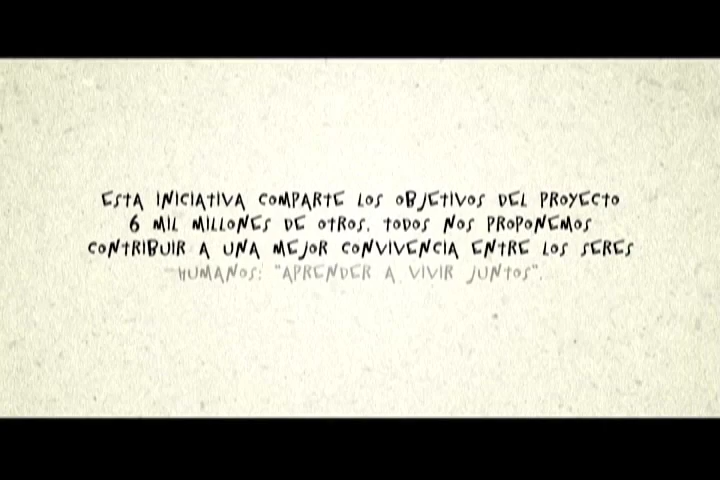 ESTA INICIATIVA COMPARTE LOS OBJETIVOS DEL PROYECTO
6 MIL MILLONES DE OTROS. TODOS NOS PROPONEMOS
CONTRIBUIR A UNA MEJOR CONVIVENCIA ENTRE LOS SERES
HUMANOS: "APRENDER A VIVIR JUNTOS".